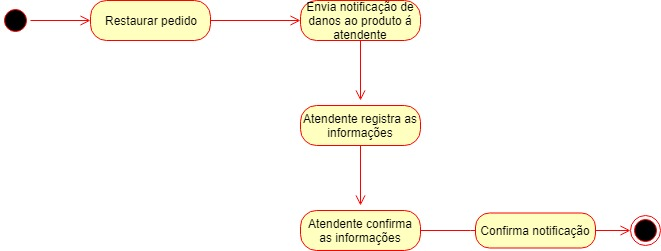 Restaurar pedido
Envia notificação de
danos ao produto á
atendente
Atendente registra as
informações
Atendente confirma
as informações
Confirma notificação